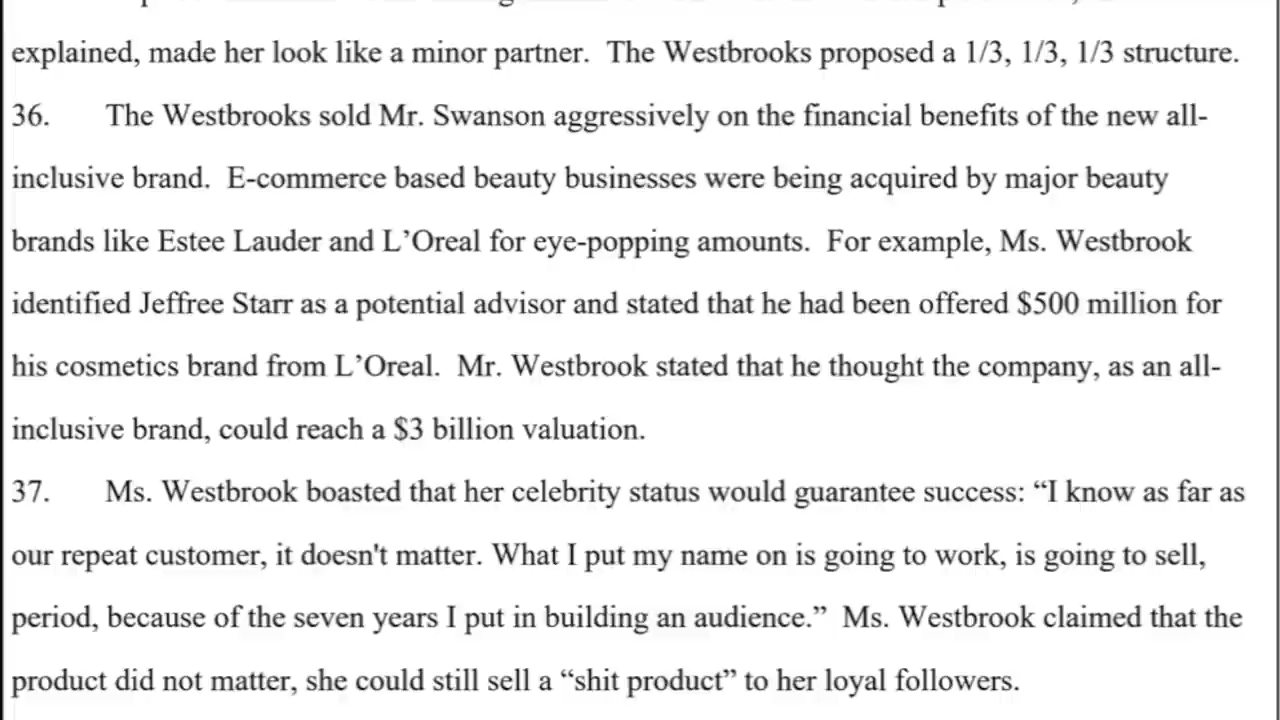 explained, made her look like a minor partner.  The Westbrooks proposed a 1/3, 1/3, 1/3 structure.
36.	The Westbrooks sold Mr. Swanson aggressively on the financial benefits of the new all-
inclusive brand.  E-commerce based beauty businesses were being acquired by major beauty
brands like Estee Lauder and L’Oreal for eye-popping amounts.  For example, Ms. Westbrook
identified Jeffree Starr as a potential advisor and stated that he had been offered $500 million for
his cosmetics brand from L’Oreal.  Mr. Westbrook stated that he thought the company, as an all-
inclusive brand, could reach a $3 billion valuation.
37.	Ms. Westbrook boasted that her celebrity status would guarantee success: “I know as far as
our repeat customer, it doesn't matter. What I put my name on is going to work, is going to sell,
period, because of the seven years I put in building an audience.”  Ms. Westbrook claimed that the
product did not matter, she could still sell a “shit product” to her loyal followers.